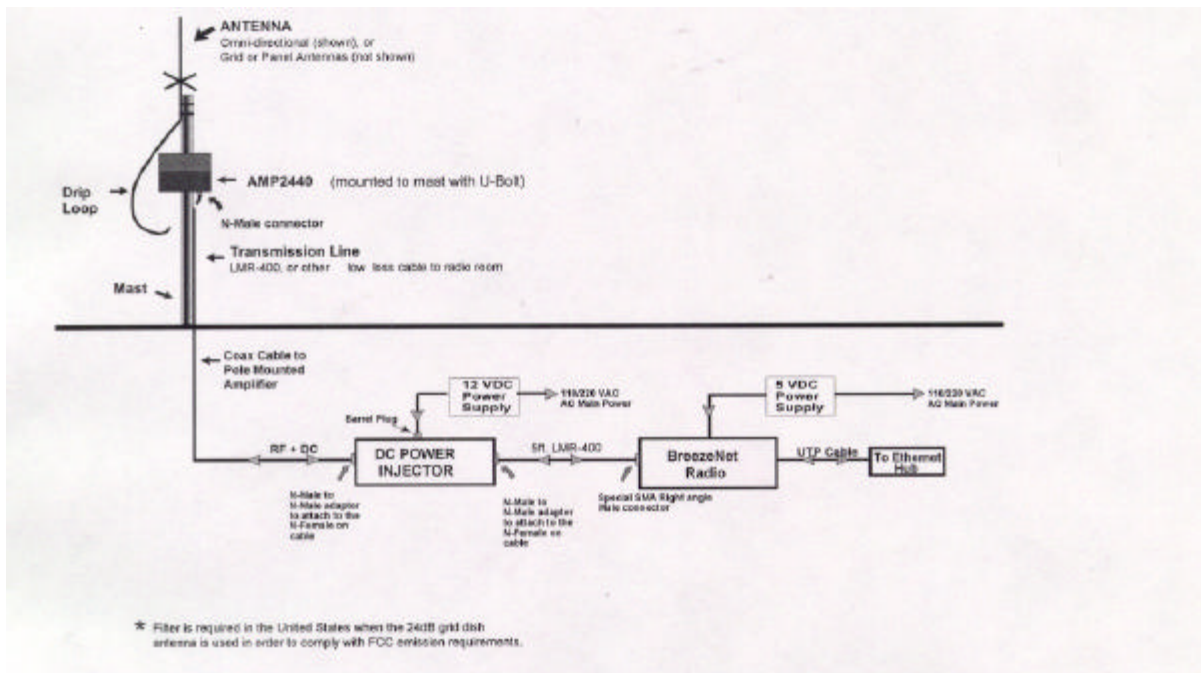 ANTENNA
Omni-directional (shown), or
Grid or Panel Antennas (not shown)
Drip
Loop
AMP2440 (mounted to mast with U-Bolt)
N-Male connector
Transmission Line
LMR-400, or other low loss cable to radio room
Mast
Coax Cable to
Pole Mounted
Amplifier
12 VDC
Power
Supply
110/220 VAC
AC Main Power
5 VDC
Power
Supply
110/220 VAC
AC Main Power
Barrel Plug
RF + DC
DC POWER
INJECTOR
5ft. LMR-400
BreezeNet
Radio
UTP Cable
To Ethernet
Hub
N-Male to
N-Male adaptor
to attach to the
N-Female on
cable
N-Male to
N-Male adapter
to attach to the
N-Female on
cable
Special SMA Right angle
Male connector
* Filter is required in the United States when the 24dB grid dish
antenna is used in order to comply with FCC emission requirements.